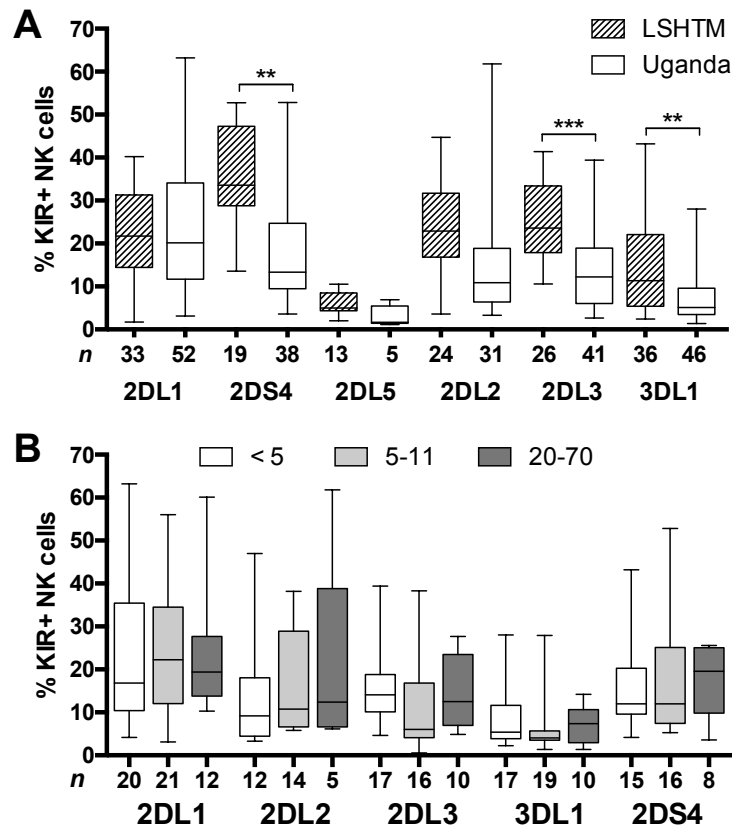 A
70
60
50
40
30
20
10
0
% KIR+ NK cells
LSHTM
Uganda
** *** **
n 33 52 19 38 13 5 24 31 26 41 36 46
2DL1 2DS4 2DL5 2DL2 2DL3 3DL1
B
70
60
50
40
30
20
10
0
% KIR+ NK cells
< 5 5-11 20-70
n 20 21 12 12 14 5 17 16 10 17 19 10 15 16 8
2DL1 2DL2 2DL3 3DL1 2DS4